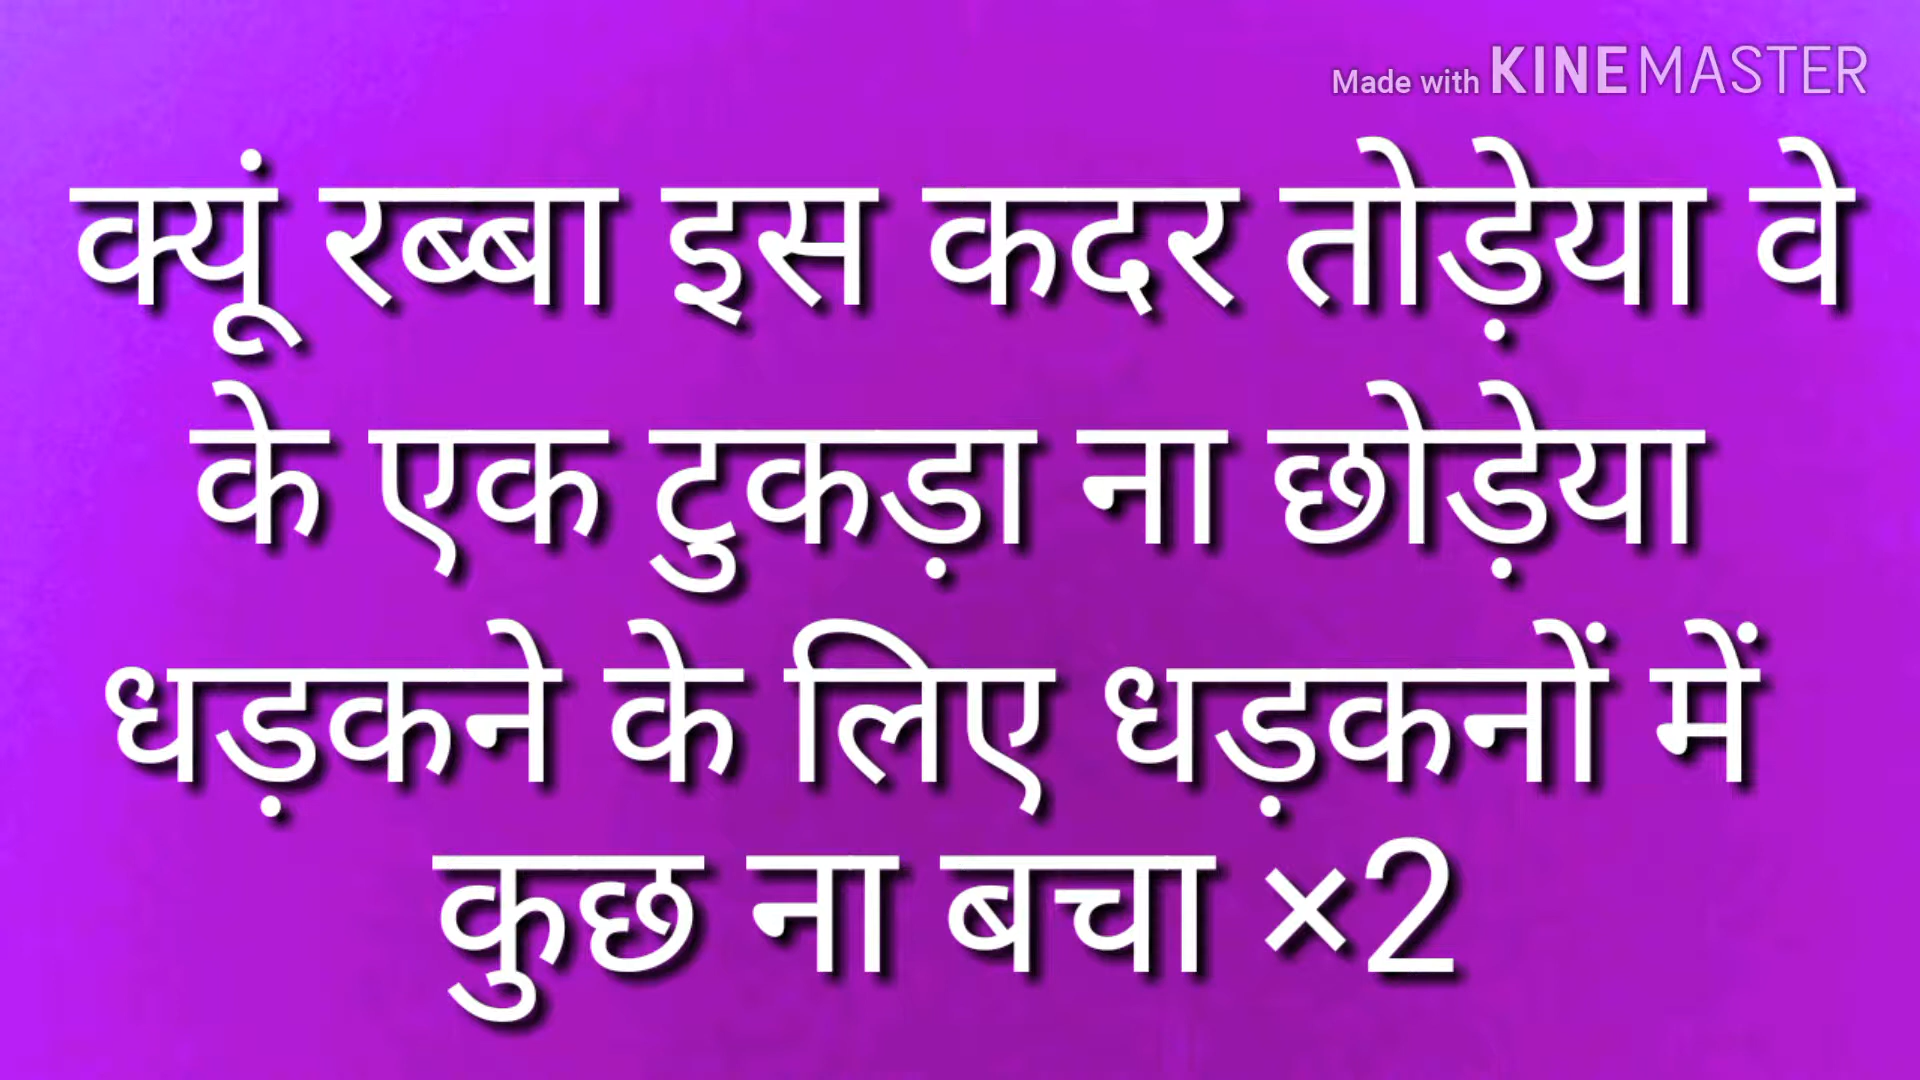 Made with KINEMASTER
क्यूं रब्बा इस कदर तोड़ेया वे
के एक टुकड़ा ना छोड़ेया
धड़कने के लिए धड़कनों में
कुछ ना बचा ×2